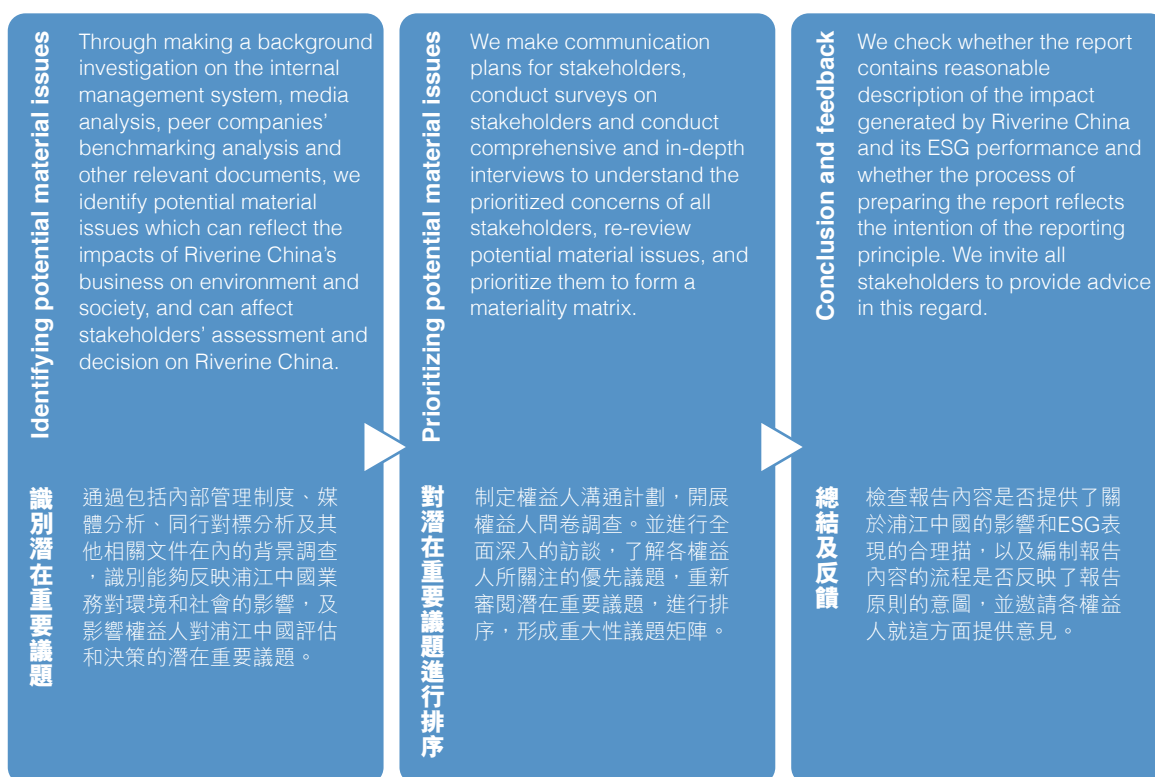 Identifying potential material issues
Through making a background
investigation on the internal
management system, media
analysis, peer companies’
benchmarking analysis and
other relevant documents, we
identify potential material
issues which can reflect the
impacts of Riverine China’s
business on environment and
society, and can affect
stakeholders’ assessment and
decision on Riverine China.
識別潛在重要議題
通過包括內部管理制度、媒
體分析、同行對標分析及其
他相關文件在內的背景調查
，識別能夠反映浦江中國業
務對環境和社會的影響，及
影響權益人對浦江中國評估
和決策的潛在重要議題。
Prioritizing potential material issues
We make communication
plans for stakeholders,
conduct surveys on
stakeholders and conduct
comprehensive and in-depth
interviews to understand the
prioritized concerns of all
stakeholders, re-review
potential material issues, and
prioritize them to form a
materiality matrix.
對潛在重要議題進行排序
制定權益人溝通計劃，開展
權益人問卷調查。並進行全
面深入的訪談，了解各權益
人所關注的優先議題，重新
審閱潛在重要議題，進行排
序，形成重大性議題矩陣。
Conclusion and feedback
We check whether the report
contains reasonable
description of the impact
generated by Riverine China
and its ESG performance and
whether the process of
preparing the report reflects
the intention of the reporting
principle. We invite all
stakeholders to provide advice
in this regard.
總結及反饋
檢查報告內容是否提供了關
於浦江中國的影響和ESG表
現的合理描，以及編制報告
內容的流程是否反映了報告
原則的意圖，並邀請各權益
人就這方面提供意見。